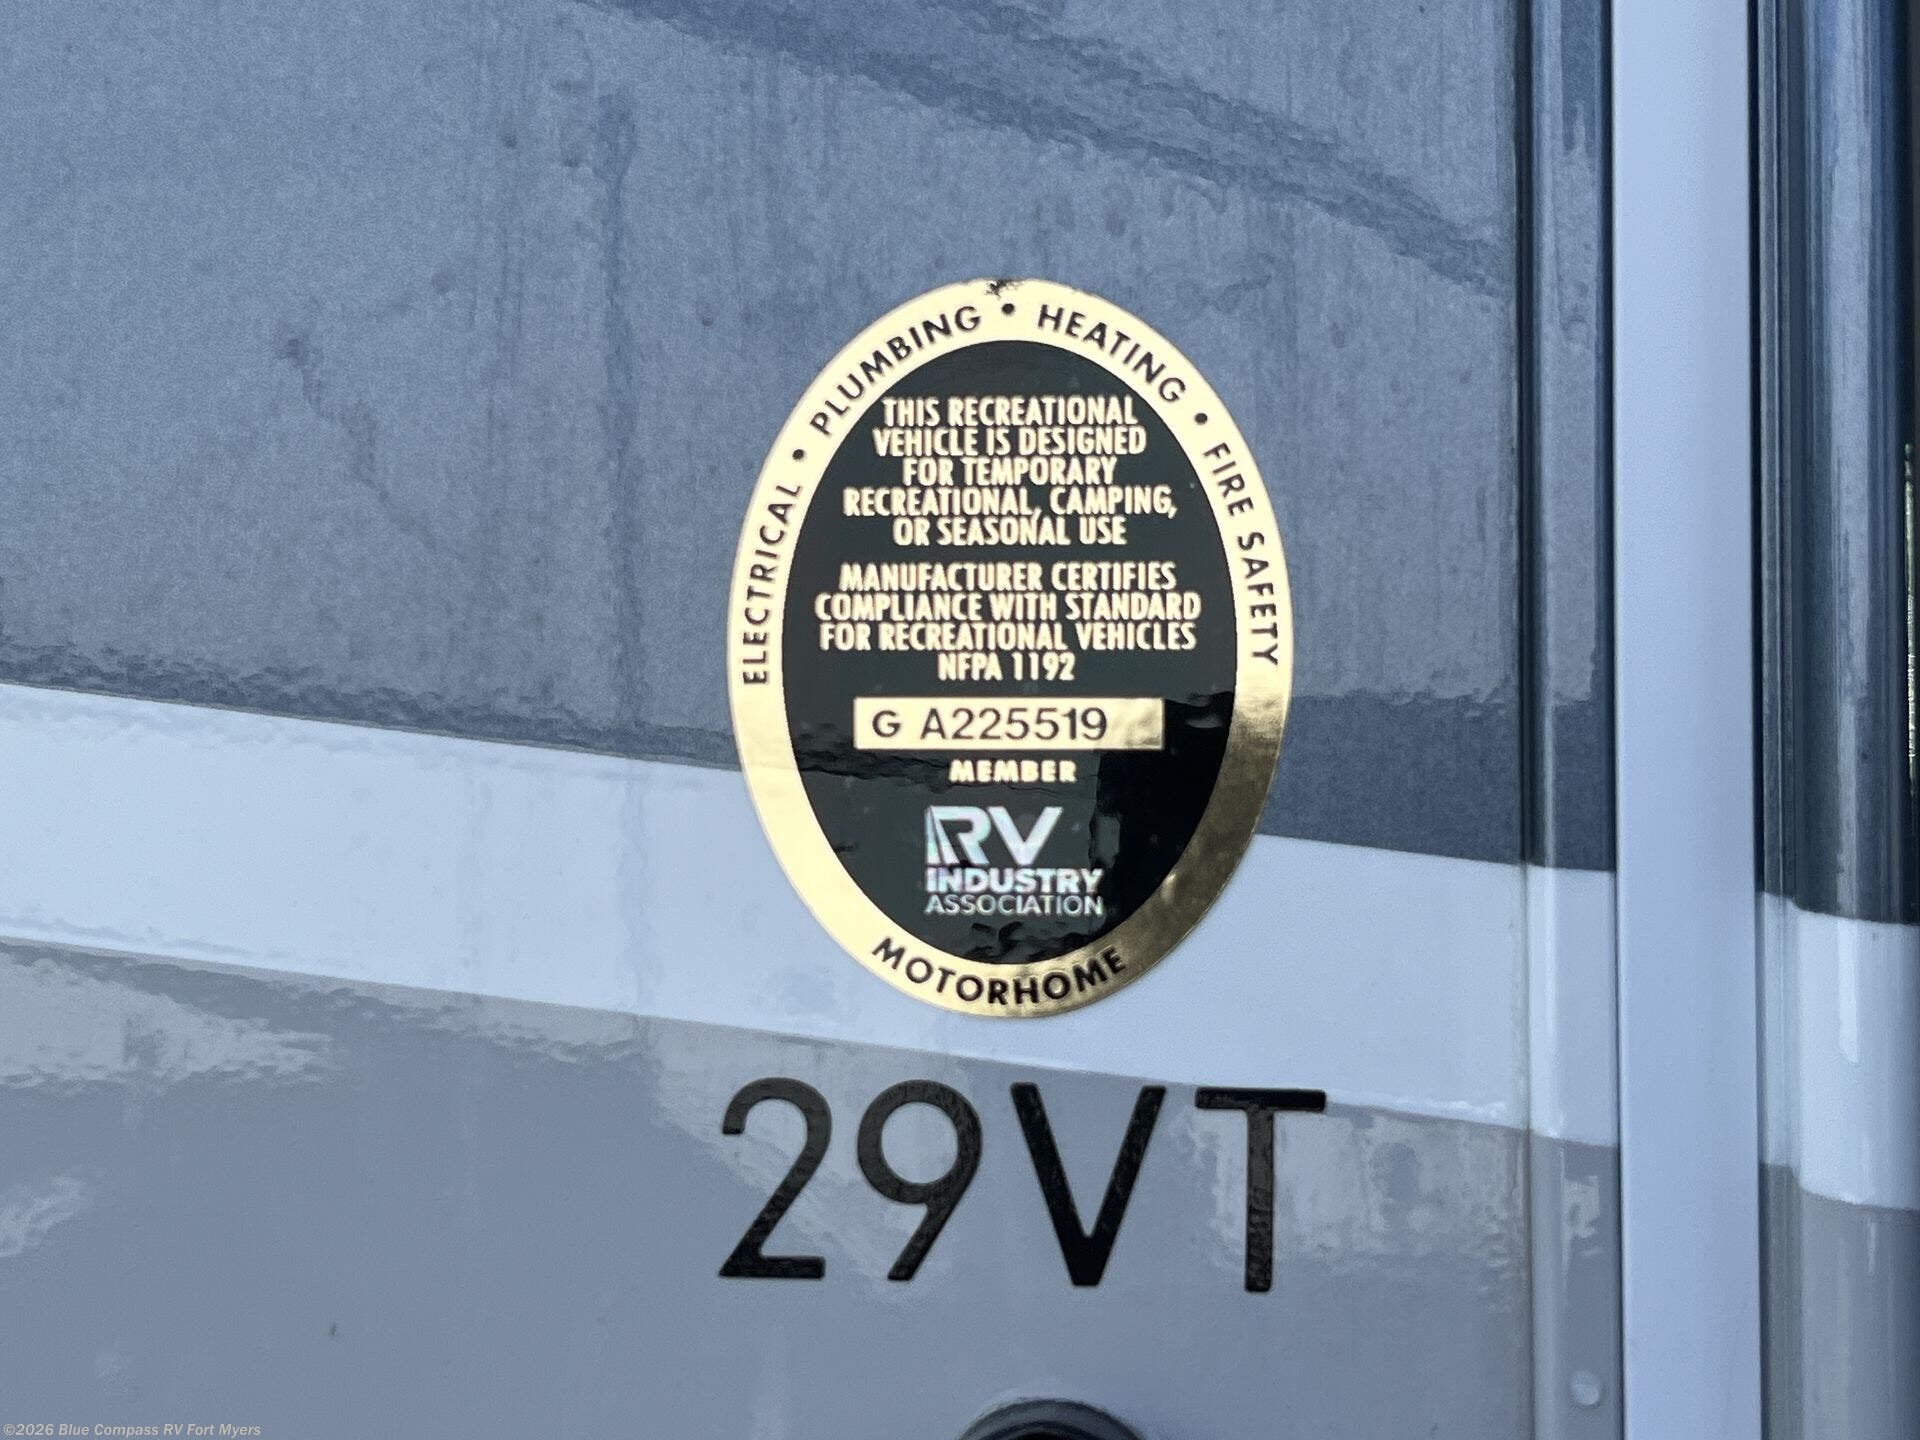 ELECTRICAL • PLUMBING • HEATING • FIRE SAFETY
THIS RECREATIONAL
VEHICLE IS DESIGNED
FOR TEMPORARY
RECREATIONAL, CAMPING,
OR SEASONAL USE
MANUFACTURER CERTIFIES
COMPLIANCE WITH STANDARD
FOR RECREATIONAL VEHICLES
NFPA 1192
G A225519
MEMBER
RV
INDUSTRY
ASSOCIATION
MOTORHOME
29VT
©2026 Blue Compass RV Fort Myers